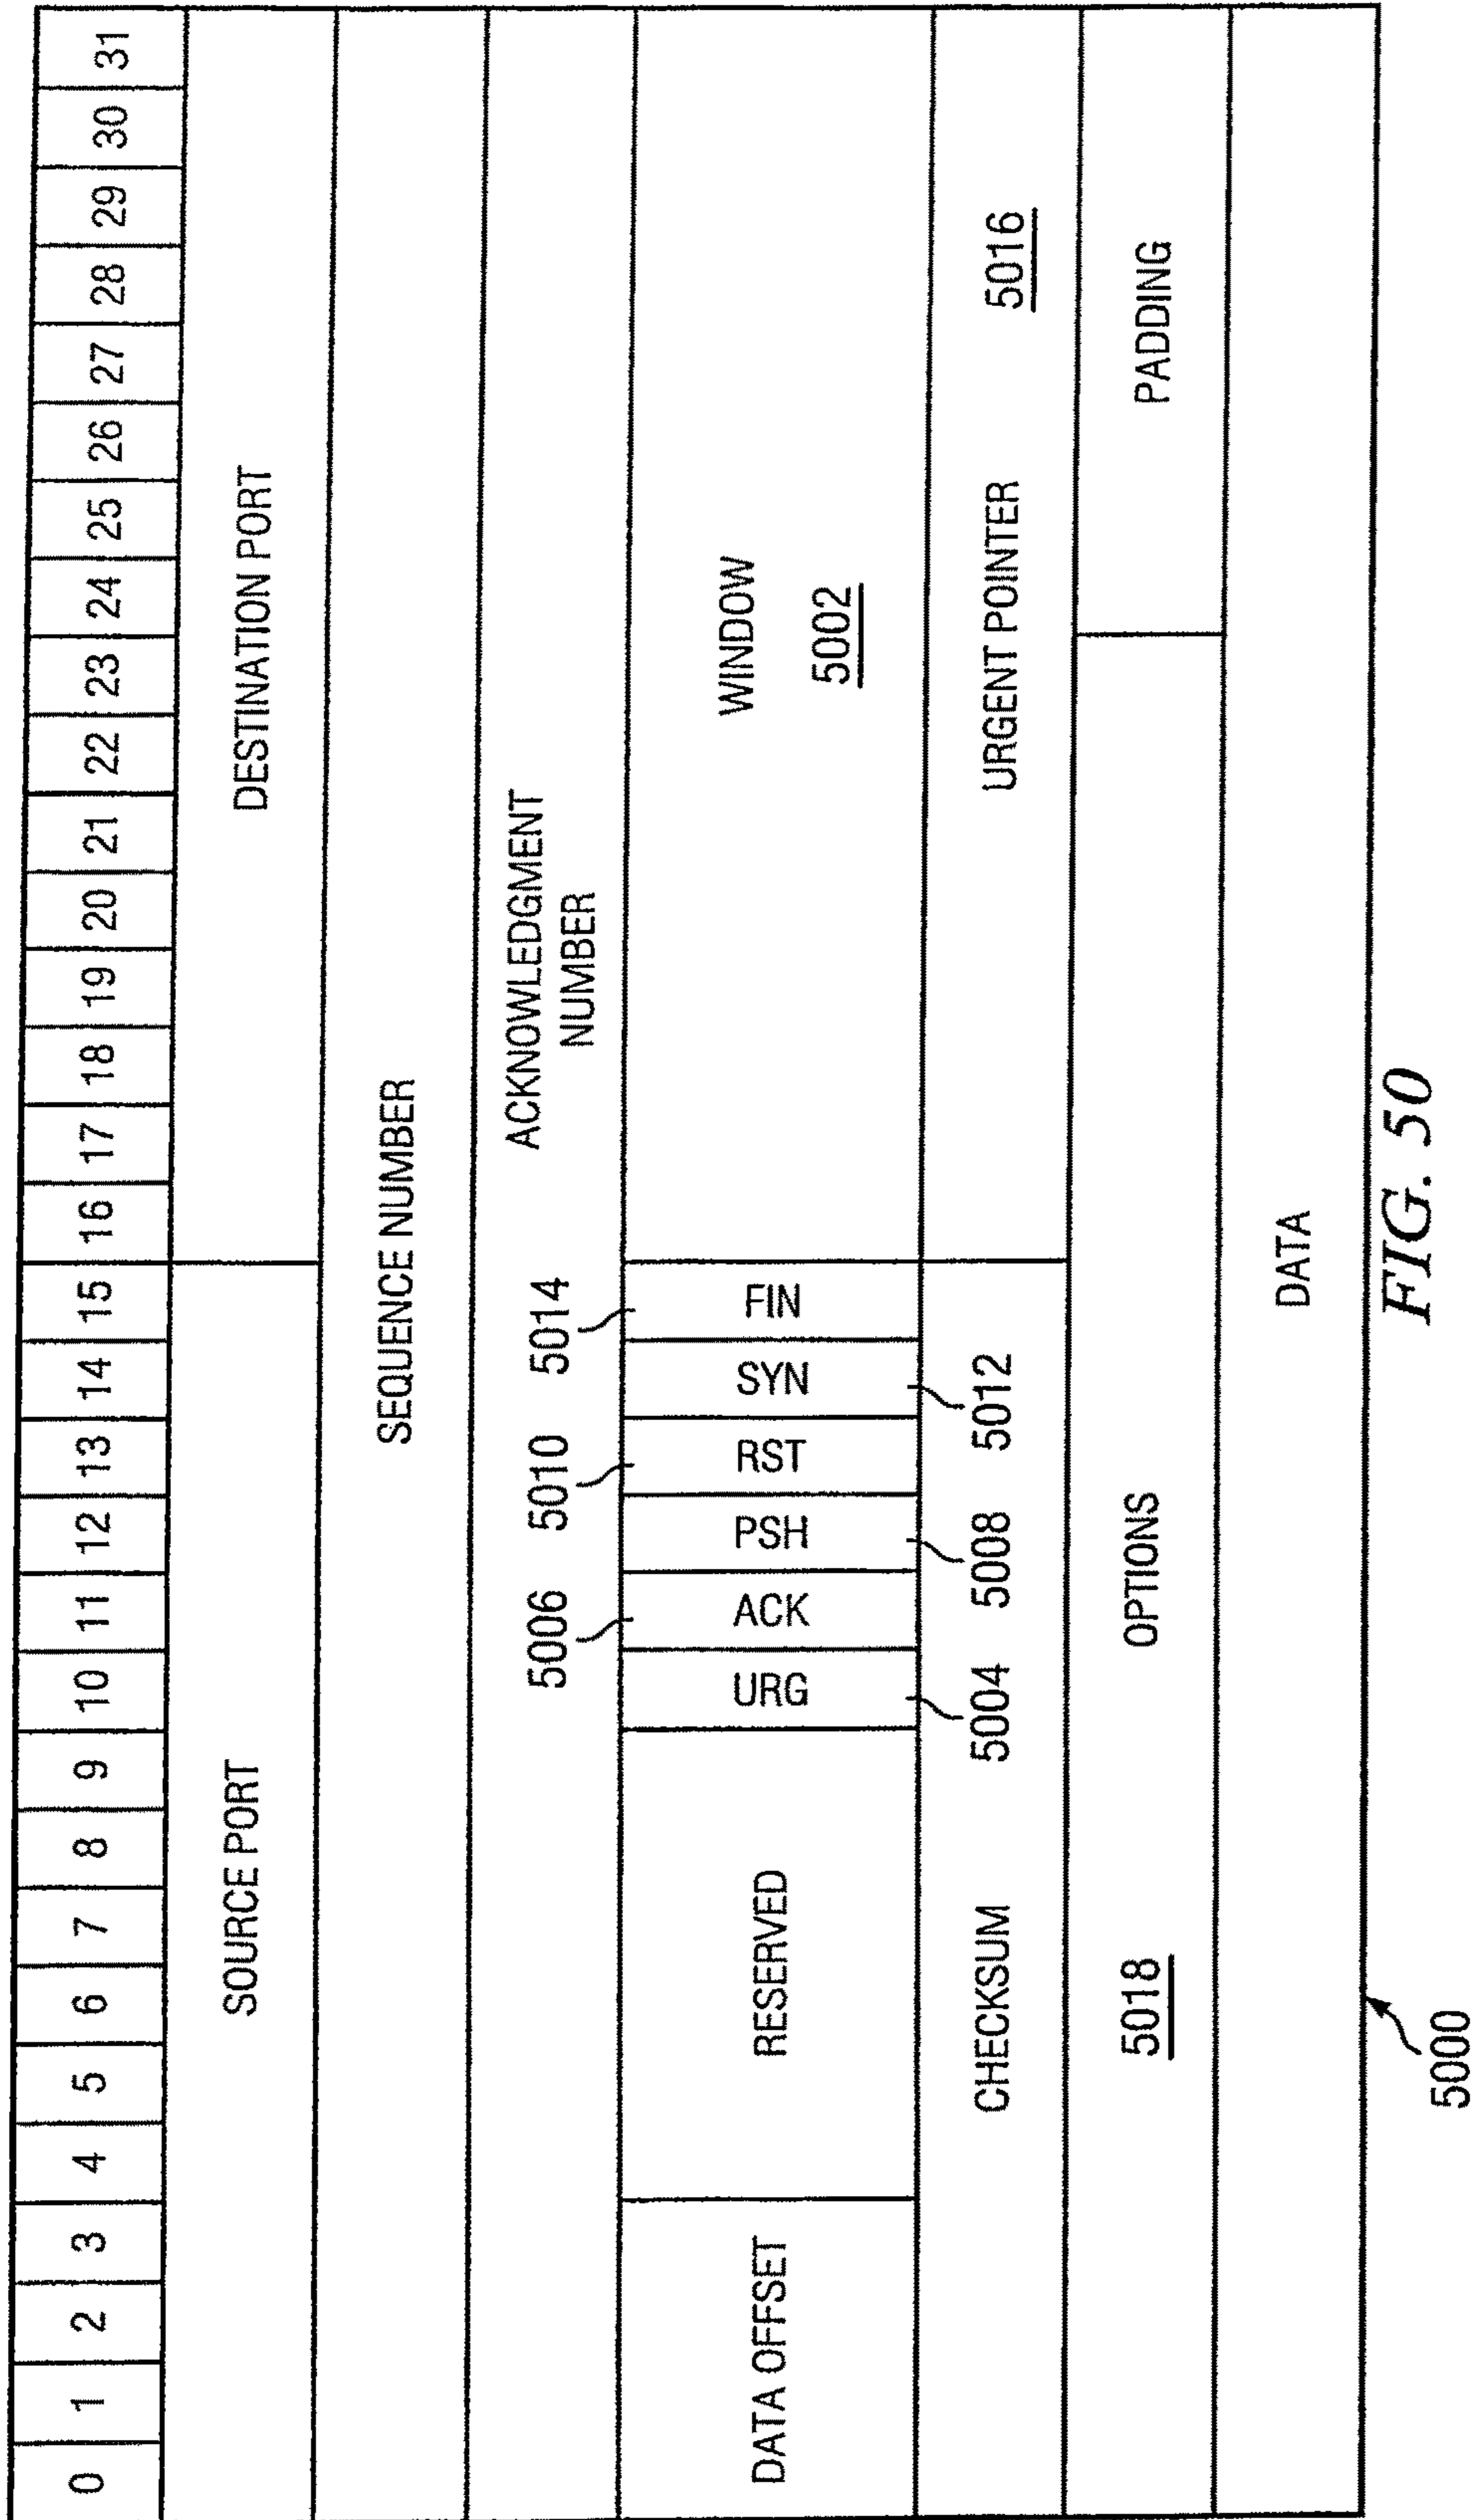 0 1 2 3 4 5 6 7 8 9 10 11 12 13 14 15 16 17 18 19 20 21 22 23 24 25 26 27 28 29 30 31
SOURCE PORT DESTINATION PORT
SEQUENCE NUMBER
ACKNOWLEDGMENT
NUMBER
5006 5010 5014
DATA OFFSET RESERVED URG ACK PSH RST SYN FIN WINDOW
5002
5004 5008 5012
CHECKSUM URGENT POINTER 5016
5018 OPTIONS PADDING
DATA
5000
FIG. 50